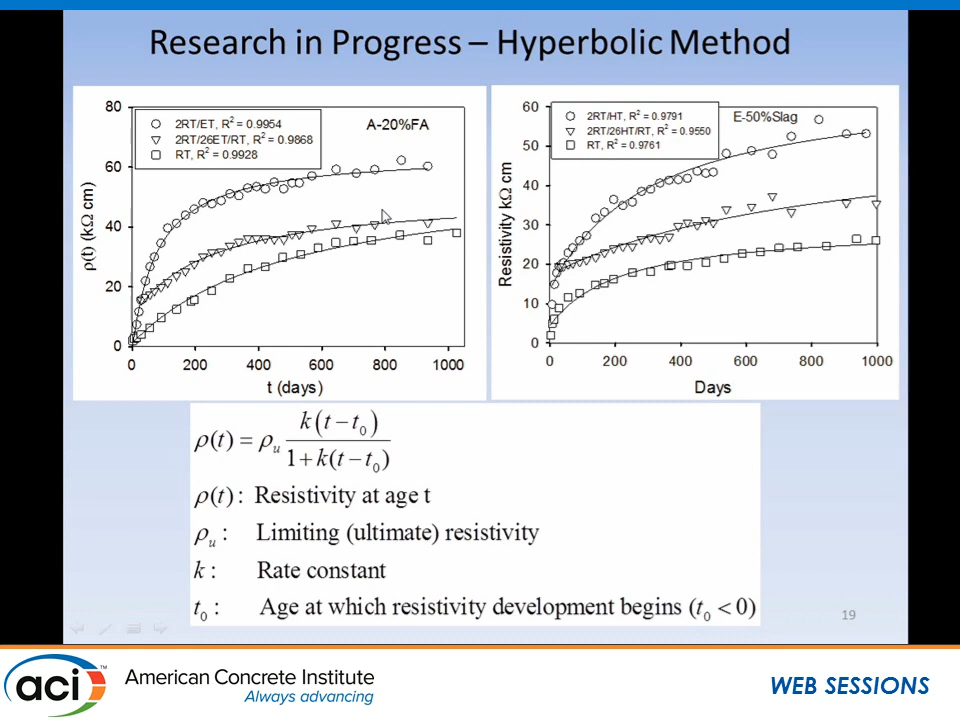 Research in Progress – Hyperbolic Method
80
60
40
20
0
ρ(t) (kΩ cm)
2RT/ET, R² = 0.9954
2RT/26ET/RT, R² = 0.9868
RT, R² = 0.9928
A-20%FA
0 200 400 600 800 1000
t (days)
60
50
40
30
20
10
0
Resistivity kΩ cm
2RT/HT, R² = 0.9791
2RT/26HT/RT, R² = 0.9550
RT, R² = 0.9761
E-50%Slag
0 200 400 600 800 1000
Days
ρ(t) = ρu k(t – t0) / 1 + k(t – t0)
ρ(t) : Resistivity at age t
ρu : Limiting (ultimate) resistivity
k : Rate constant
t0 : Age at which resistivity development begins (t0 < 0)
19
aci™
American Concrete Institute
Always advancing
WEB SESSIONS